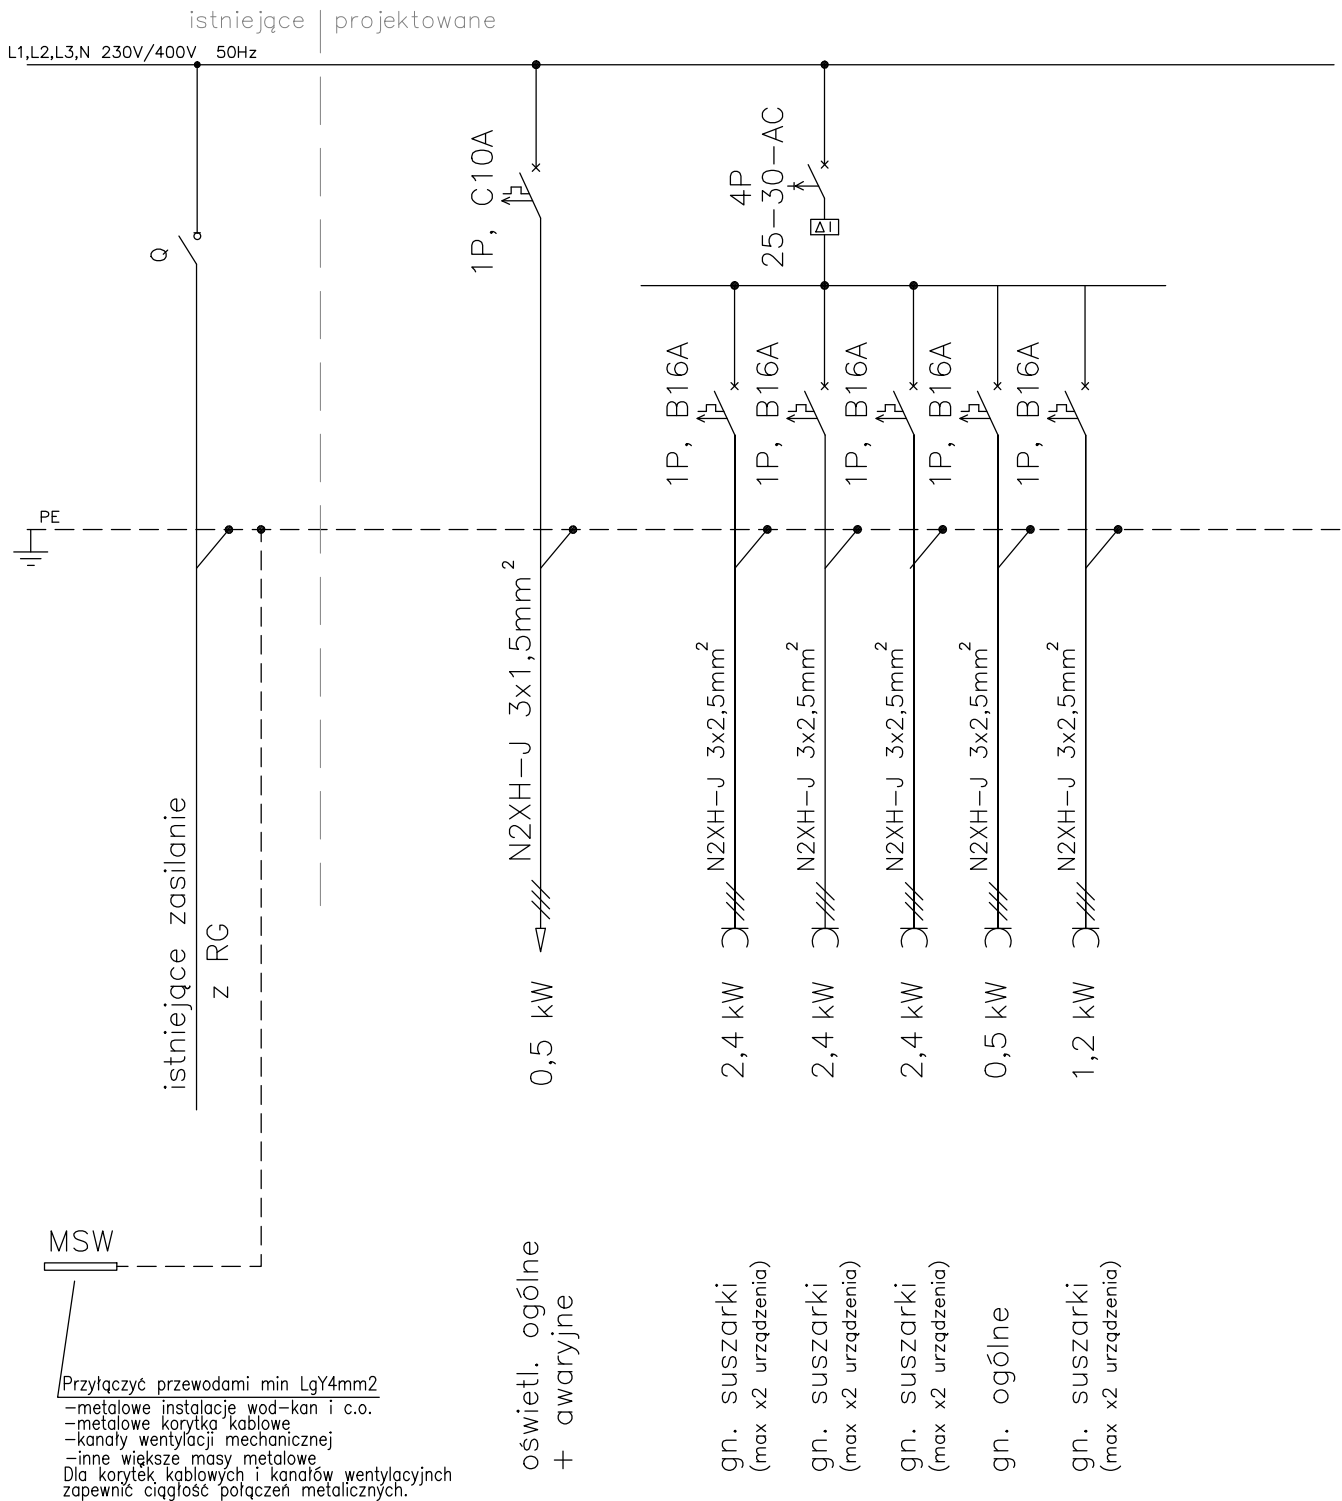 istniejące | projektowane
L1,L2,L3,N 230V/400V 50Hz
Q
1P, C10A
4P
25-30-AC
ΔI
1P, B16A
1P, B16A
1P, B16A
1P, B16A
1P, B16A
PE
istniejące zasilanie
z RG
N2XH-J 3x1,5mm²
N2XH-J 3x2,5mm²
N2XH-J 3x2,5mm²
N2XH-J 3x2,5mm²
N2XH-J 3x2,5mm²
N2XH-J 3x2,5mm²
0,5 kW
2,4 kW
2,4 kW
2,4 kW
0,5 kW
1,2 kW
MSW
Przyłączyć przewodami min LgY4mm2
-metalowe instalacje wod-kan i c.o.
-metalowe korytka kablowe
-kanały wentylacji mechanicznej
-inne większe masy metalowe
Dla korytek kablowych i kanałów wentylacyjnch
zapewnić ciągłość połączeń metalicznych.
oświetl. ogólne
+ awaryjne
gn. suszarki
(max x2 urządzenia)
gn. suszarki
(max x2 urządzenia)
gn. suszarki
(max x2 urządzenia)
gn. ogólne
gn. suszarki
(max x2 urządzenia)